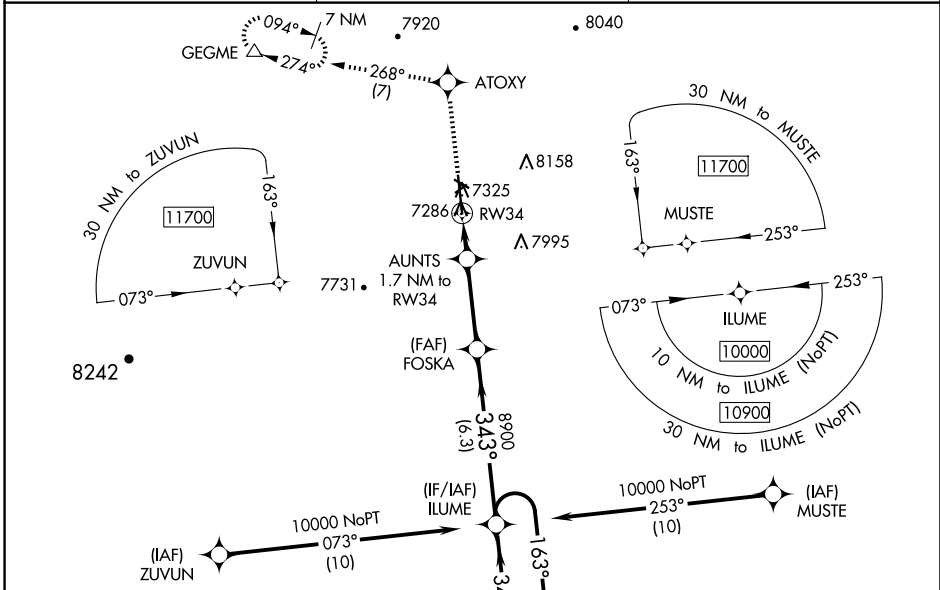 094°
7 NM
7920
8040
GEGME
274°
268°
(7)
ATOXY
30 NM to ZUVUN
163°
11700
ZUVUN
073°
30 NM to MUSTE
163°
11700
MUSTE
253°
8158
7325
7286
RW34
7995
AUNTS
1.7 NM to
RW34
7731
073°
253°
ILUME
10000
10 NM to ILUME (NoPT)
10900
30 NM to ILUME (NoPT)
(FAF)
FOSKA
8242
8900
343°
(6.3)
(IF/IAF)
ILUME
10000 NoPT
253°
(10)
(IAF)
MUSTE
10000 NoPT
073°
(10)
(IAF)
ZUVUN
163°